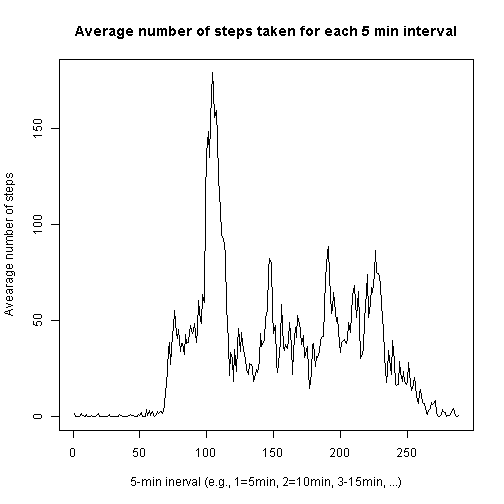 Average number of steps taken for each 5 min interval
Avearage number of steps
150
100
50
0
0 50 100 150 200 250
5-min inerval (e.g., 1=5min, 2=10min, 3-15min, ...)